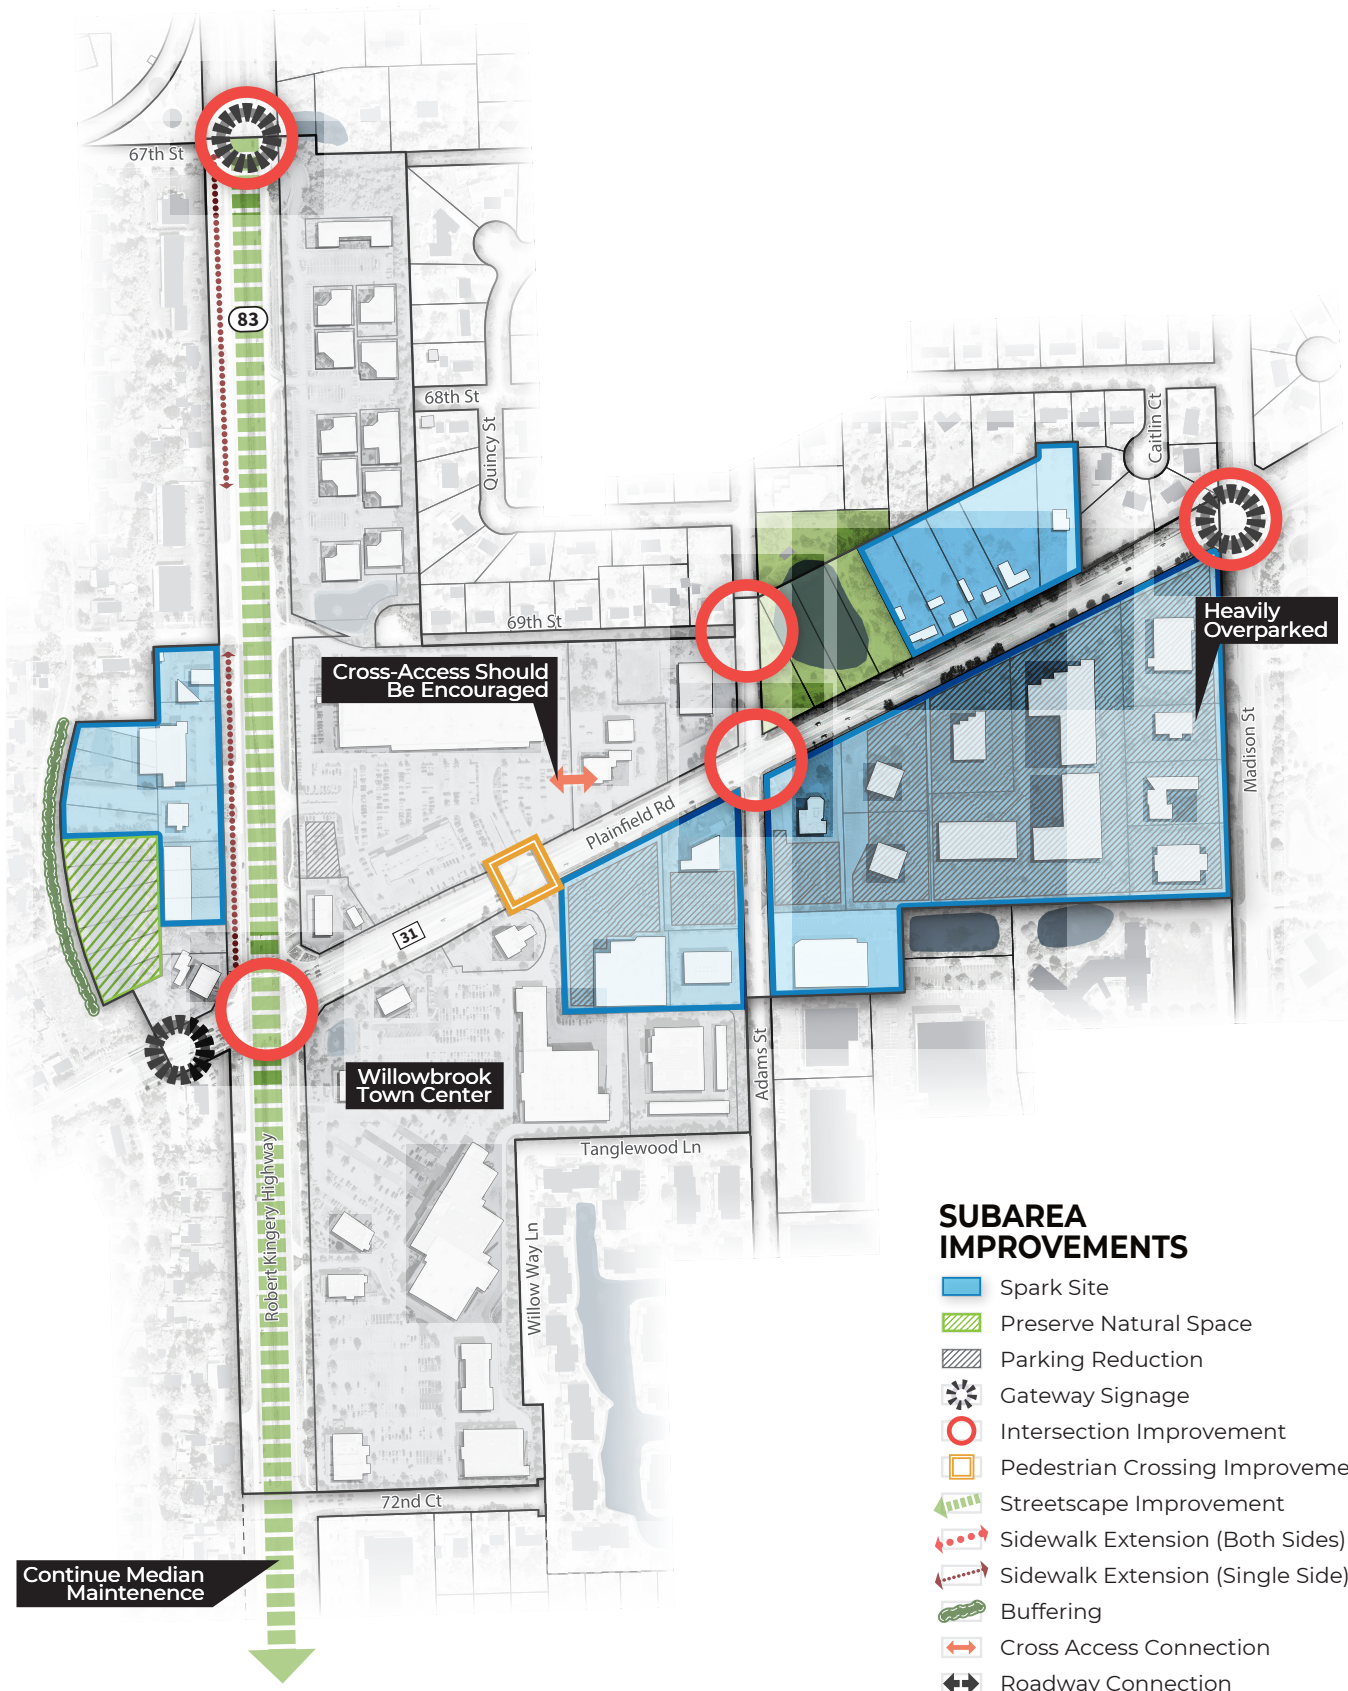 67th St
83
68th St
Quincy St
Caitlin Ct
69th St
Heavily
Overparked
Cross-Access Should
Be Encouraged
Madison St
Plainfield Rd
31
Willowbrook
Town Center
Adams St
Tanglewood Ln
Robert Kingery Highway
Willow Way Ln
72nd Ct
Continue Median
Maintenence
SUBAREA
IMPROVEMENTS
Spark Site
Preserve Natural Space
Parking Reduction
Gateway Signage
Intersection Improvement
Pedestrian Crossing Improveme
Streetscape Improvement
Sidewalk Extension (Both Sides)
Sidewalk Extension (Single Side)
Buffering
Cross Access Connection
Roadway Connection